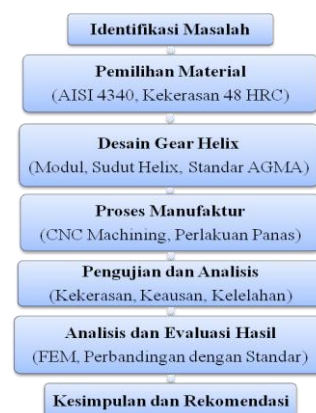 Identifikasi Masalah
Pemilihan Material
(AISI 4340, Kekerasan 48 HRC)
Desain Gear Helix
(Modul, Sudut Helix, Standar AGMA)
Proses Manufaktur
(CNC Machining, Perlakuan Panas)
Pengujian dan Analisis
(Kekerasan, Keausan, Kelelahan)
Analisis dan Evaluasi Hasil
(FEM, Perbandingan dengan Standar)
Kesimpulan dan Rekomendasi